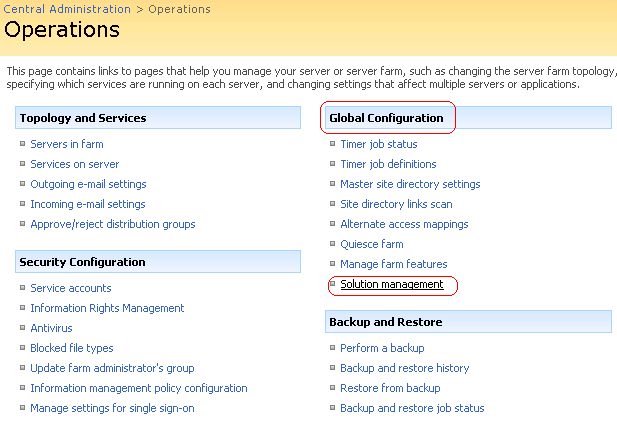 Central Administration > Operations
Operations
This page contains links to pages that help you manage your server or server farm, such as changing the server farm topology,
specifying which services are running on each server, and changing settings that affect multiple servers or applications.
Topology and Services
Servers in farm
Services on server
Outgoing e-mail settings
Incoming e-mail settings
Approve/reject distribution groups
Security Configuration
Service accounts
Information Rights Management
Antivirus
Blocked file types
Update farm administrator's group
Information management policy configuration
Manage settings for single sign-on
Global Configuration
Timer job status
Timer job definitions
Master site directory settings
Site directory links scan
Alternate access mappings
Quiesce farm
Manage farm features
Solution management
Backup and Restore
Perform a backup
Backup and restore history
Restore from backup
Backup and restore job status